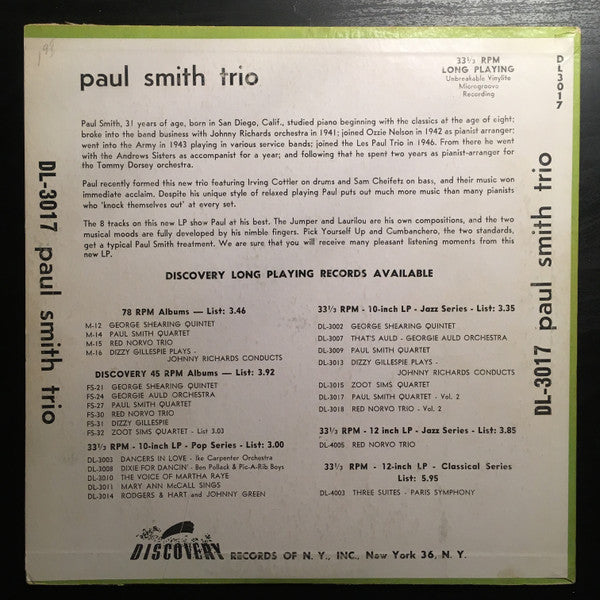 19
paul smith trio
33⅓ RPM
LONG PLAYING
Unbreakable Vinylite
Microgroove
Recording
DL3017
Paul Smith, 31 years of age, born in San Diego, Calif., studied piano beginning with the classics at the age of eight;
broke into the band business with Johnny Richards orchestra in 1941; joined Ozzie Nelson in 1942 as pianist arranger;
went into the Army in 1943 playing in various service bands; joined the Les Paul Trio in 1946. From there he went
with the Androws Sisters as accompanist for a year; and following that he spent two years as pianist-arranger for
the Tommy Dorsey orchestra.
Paul recently formed this new trio featuring Irving Cottler on drums and Sam Cheifetz on bass, and their music won
immediate acclaim. Despite his unique style of relaxed playing Paul puts out much more music than many pianists
who 'knock themselves out' at every set.
The 8 tracks on this new LP show Paul at his best. The Jumper and Laurilou are his own compositions, and the two
musical moods are fully developed by his nimble fingers. Pick Yourself Up and Cumbanchero, the two standards,
get a typical Paul Smith treatment. We are sure that you will receive many pleasant listening moments from this
new LP.
DISCOVERY LONG PLAYING RECORDS AVAILABLE
78 RPM Albums — List: 3.46
M-12 GEORGE SHEARING QUINTET
M-14 PAUL SMITH QUARTET
M-15 RED NORVO TRIO
M-16 DIZZY GILLESPIE PLAYS -
JOHNNY RICHARDS CONDUCTS
DISCOVERY 45 RPM Albums — List: 3.92
FS-21 GEORGE SHEARING QUINTET
FS-24 GEORGIE AULD ORCHESTRA
FS-27 PAUL SMITH QUARTET
FS-30 RED NORVO TRIO
FS-31 DIZZY GILLESPIE
FS-32 ZOOT SIMS QUARTET - List 3.03
33⅓ RPM - 10-inch LP - Pop Series - List: 3.00
DL-3003 DANCERS IN LOVE - Ike Carpenter Orchestra
DL-3008 DIXIE FOR DANCIN' - Ben Pollack & Pic-A-Rib Boys
DL-3010 THE VOICE OF MARTHA RAYE
DL-3011 MARY ANN McCALL SINGS
DL-3014 RODGERS & HART and JOHNNY GREEN
33⅓ RPM - 10-inch LP - Jazz Series - List: 3.35
DL-3002 GEORGE SHEARING QUINTET
DL-3007 THAT'S AULD - GEORGIE AULD ORCHESTRA
DL-3009 PAUL SMITH QUARTET
DL-3013 DIZZY GILLESPIE PLAYS -
JOHNNY RICHARDS CONDUCTS
DL-3015 ZOOT SIMS QUARTET
DL-3017 PAUL SMITH QUARTET - Vol. 2
DL-3018 RED NORVO TRIO - Vol. 2
33⅓ RPM - 12 inch LP - Jazz Series - List: 3.85
DL-4005 RED NORVO TRIO
33⅓ RPM - 12-inch LP - Classical Series
List: 5.95
DL-4003 THREE SUITES - PARIS SYMPHONY
DISCOVERY RECORDS OF N. Y., INC., New York 36, N. Y.
DL-3017 paul smith trio
DL-3017 paul smith trio